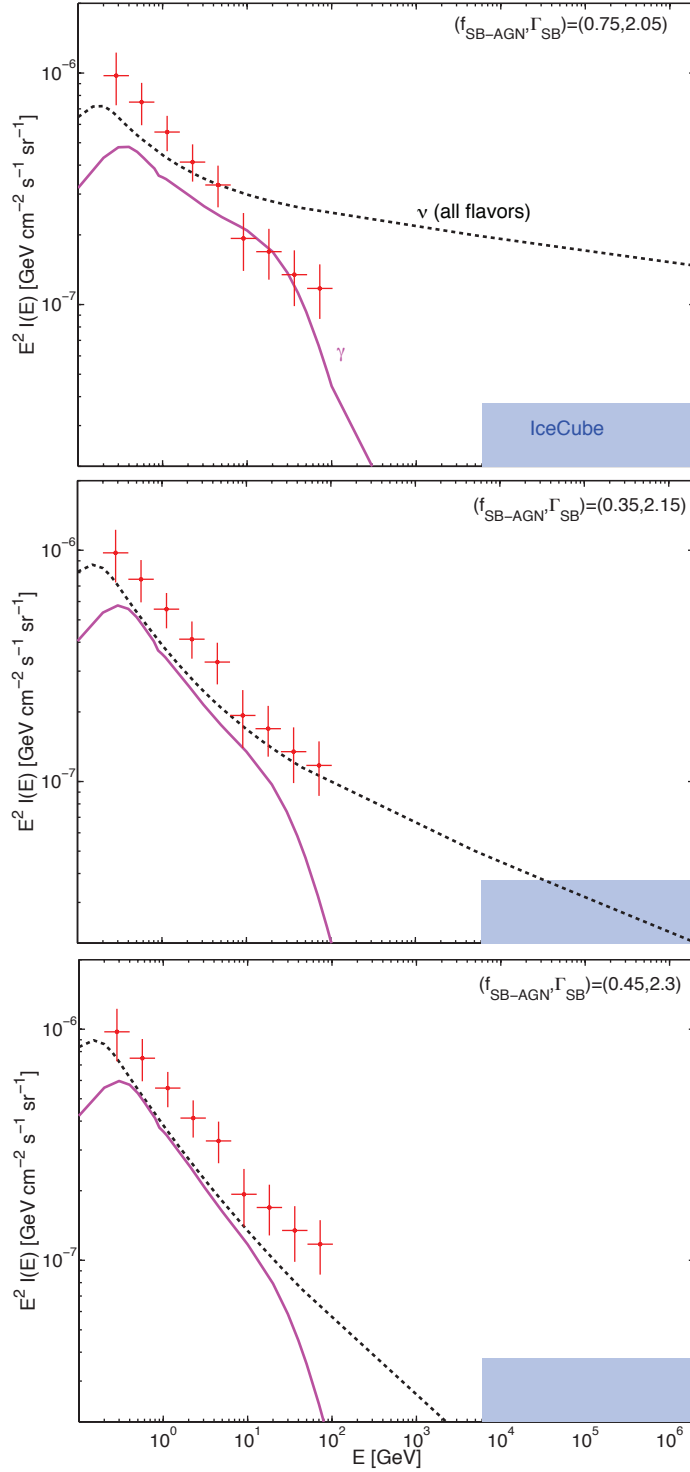 (f_SB−AGN,Γ_SB)=(0.75,2.05)
10^−6
E^2 I(E) [GeV cm^−2 s^−1 sr^−1]
ν (all flavors)
10^−7
γ
IceCube
(f_SB−AGN,Γ_SB)=(0.35,2.15)
10^−6
E^2 I(E) [GeV cm^−2 s^−1 sr^−1]
10^−7
(f_SB−AGN,Γ_SB)=(0.45,2.3)
10^−6
E^2 I(E) [GeV cm^−2 s^−1 sr^−1]
10^−7
10^0 10^1 10^2 10^3 10^4 10^5 10^6
E [GeV]